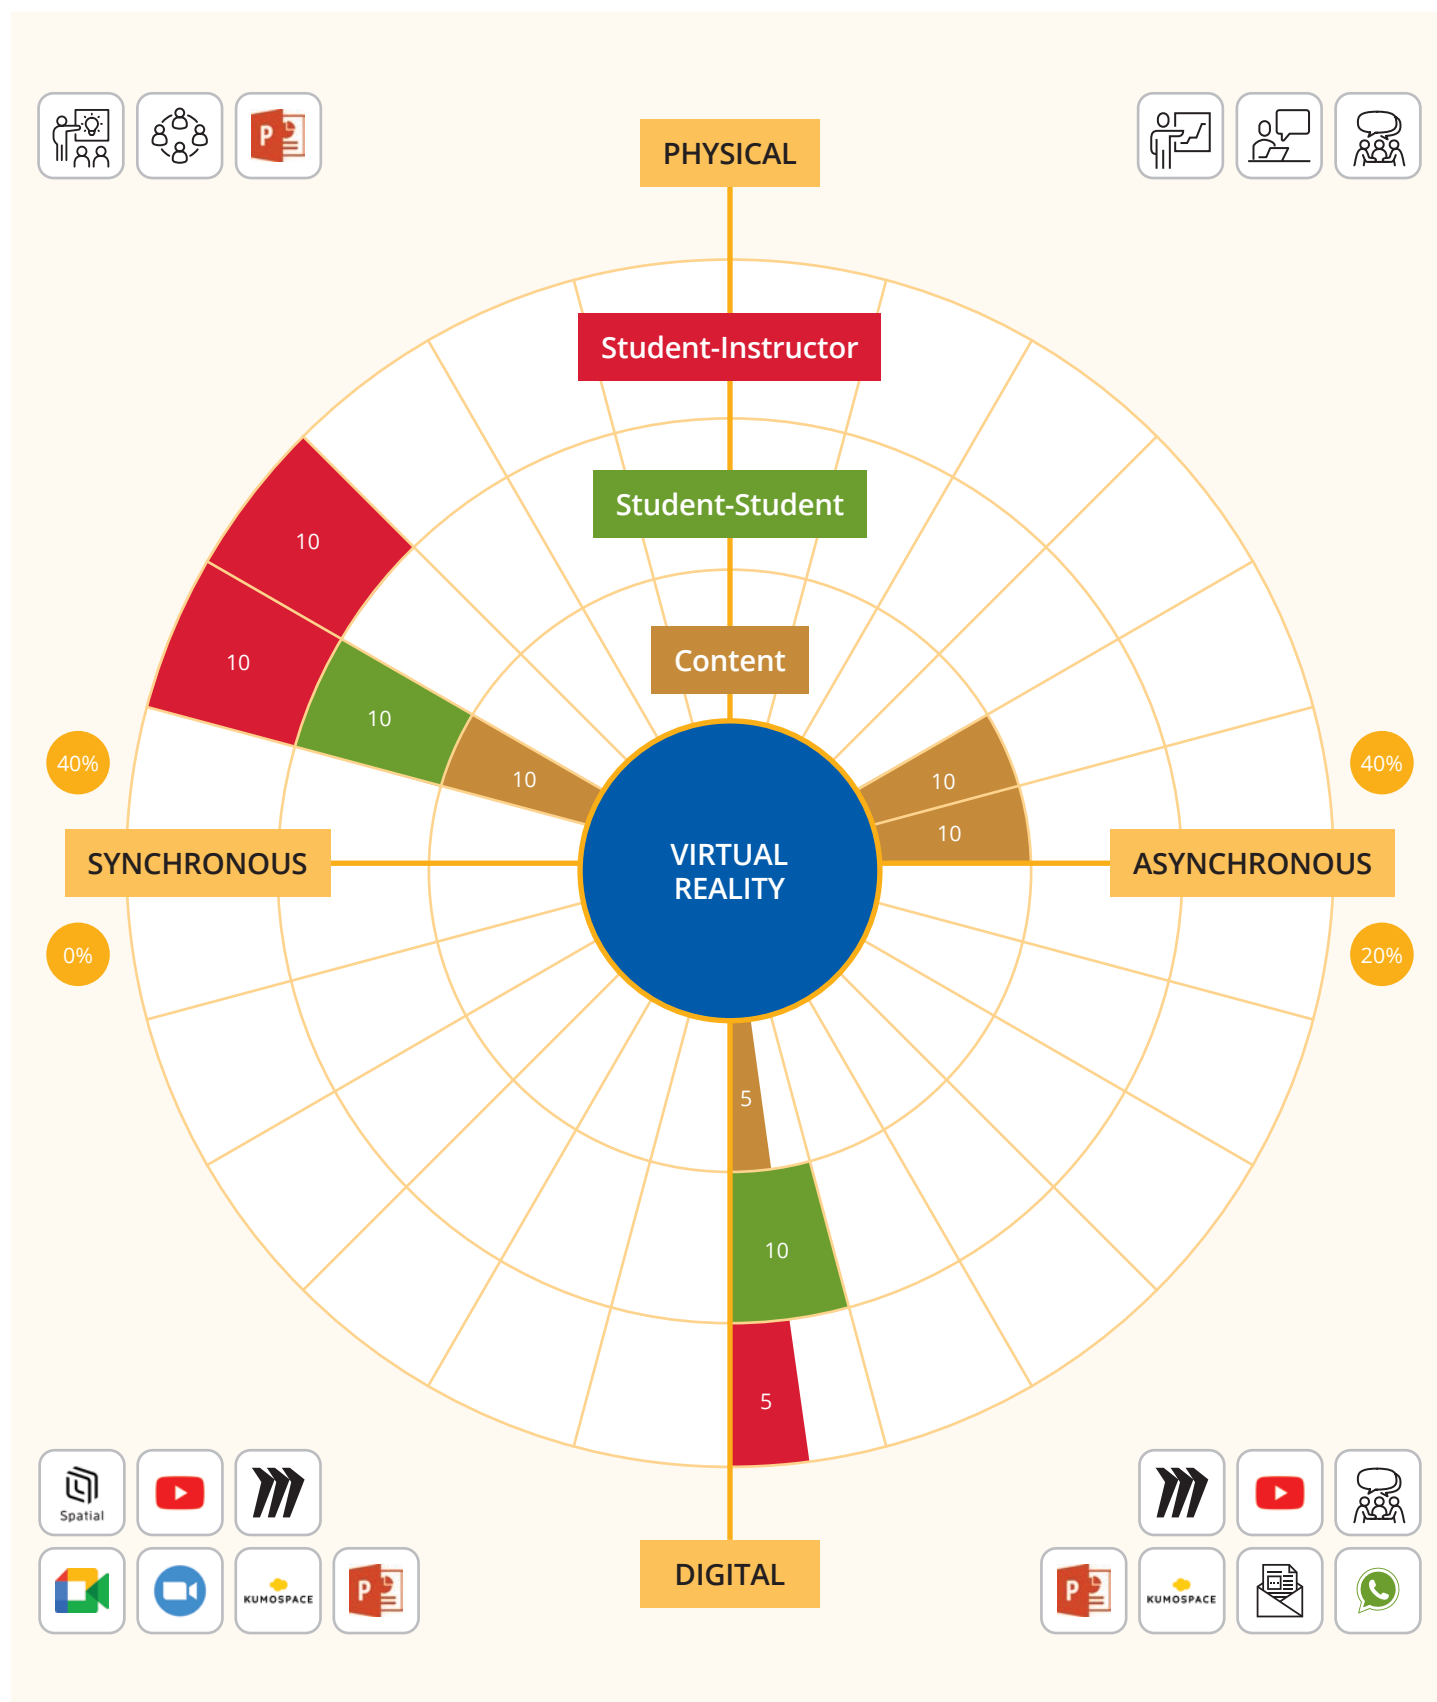 P
PHYSICAL
Student-Instructor
Student-Student
Content
10
10
10
10
10
10
40%
40%
SYNCHRONOUS
VIRTUAL
REALITY
ASYNCHRONOUS
0%
20%
5
10
5
DIGITAL
Spatial
KUMOSPACE
P
P
KUMOSPACE